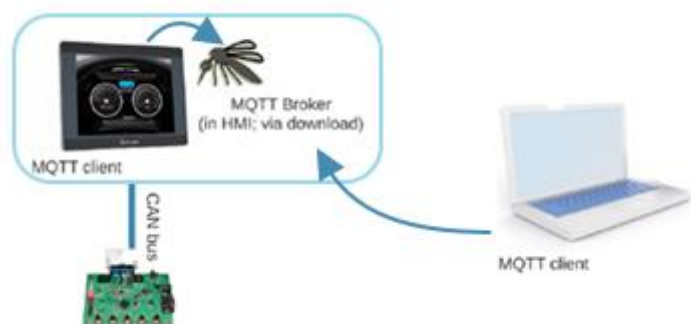 MQTT Broker
(in HMI; via download)
MQTT client
CAN bus
MQTT client